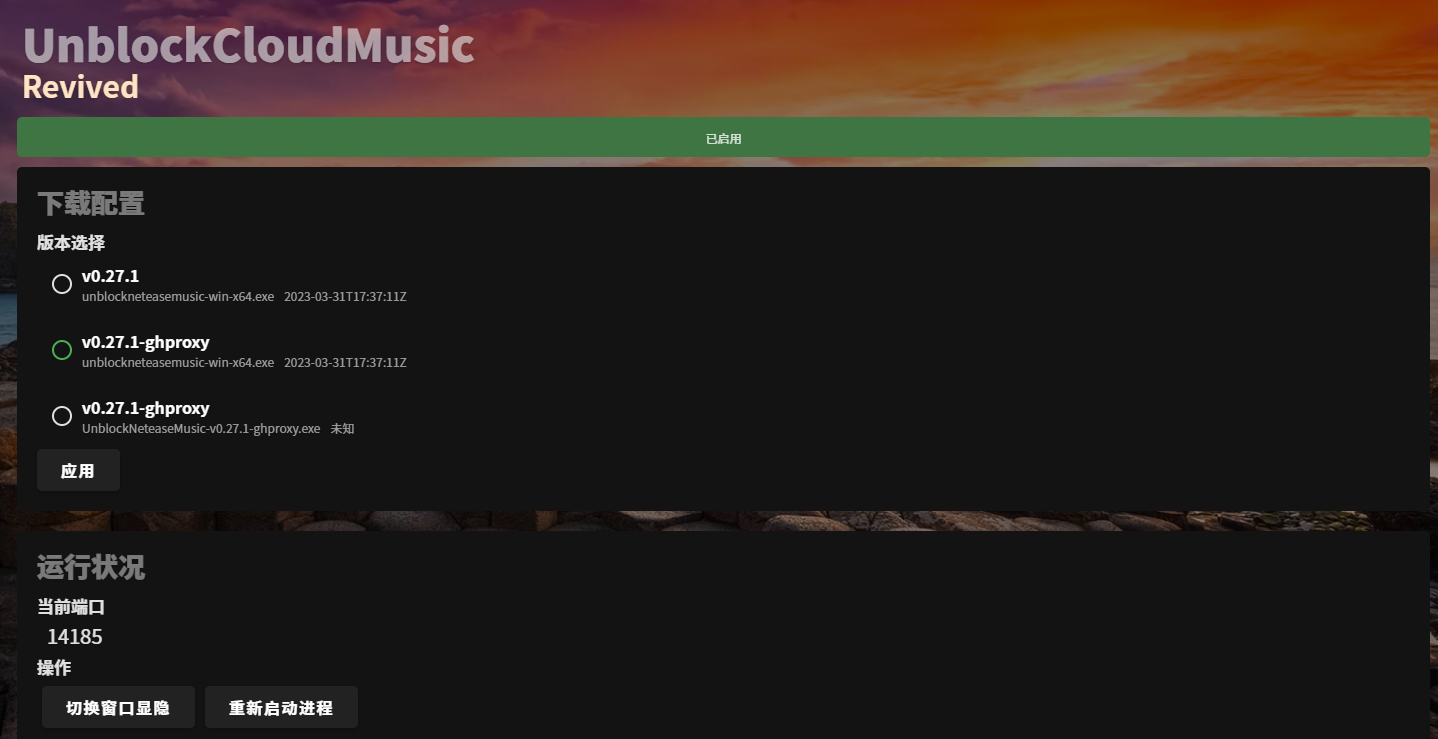 UnblockCloudMusic
Revived
已启用
下载配置
版本选择
v0.27.1
unblockneteasemusic-win-x64.exe 2023-03-31T17:37:11Z
v0.27.1-ghproxy
unblockneteasemusic-win-x64.exe 2023-03-31T17:37:11Z
v0.27.1-ghproxy
UnblockNeteaseMusic-v0.27.1-ghproxy.exe 未知
应用
运行状况
当前端口
14185
操作
切换窗口显隐 重新启动进程